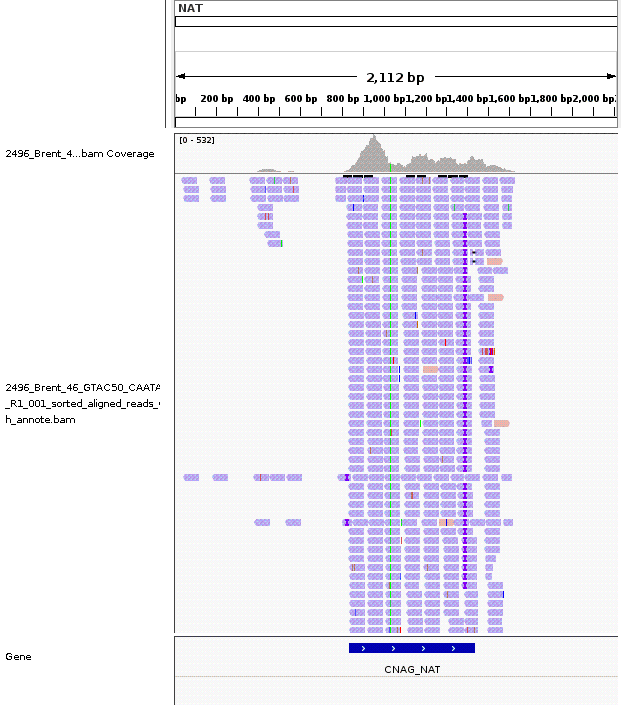 NAT
2,112 bp
bp 200 bp 400 bp 600 bp 800 bp 1,000 bp 1,200 bp 1,400 bp 1,600 bp 1,800 bp 2,000 bp
[0 - 532]
2496_Brent_4...bam Coverage
2496_Brent_46_GTAC50_CAATA
_R1_001_sorted_aligned_reads_
h_annote.bam
Gene
CNAG_NAT